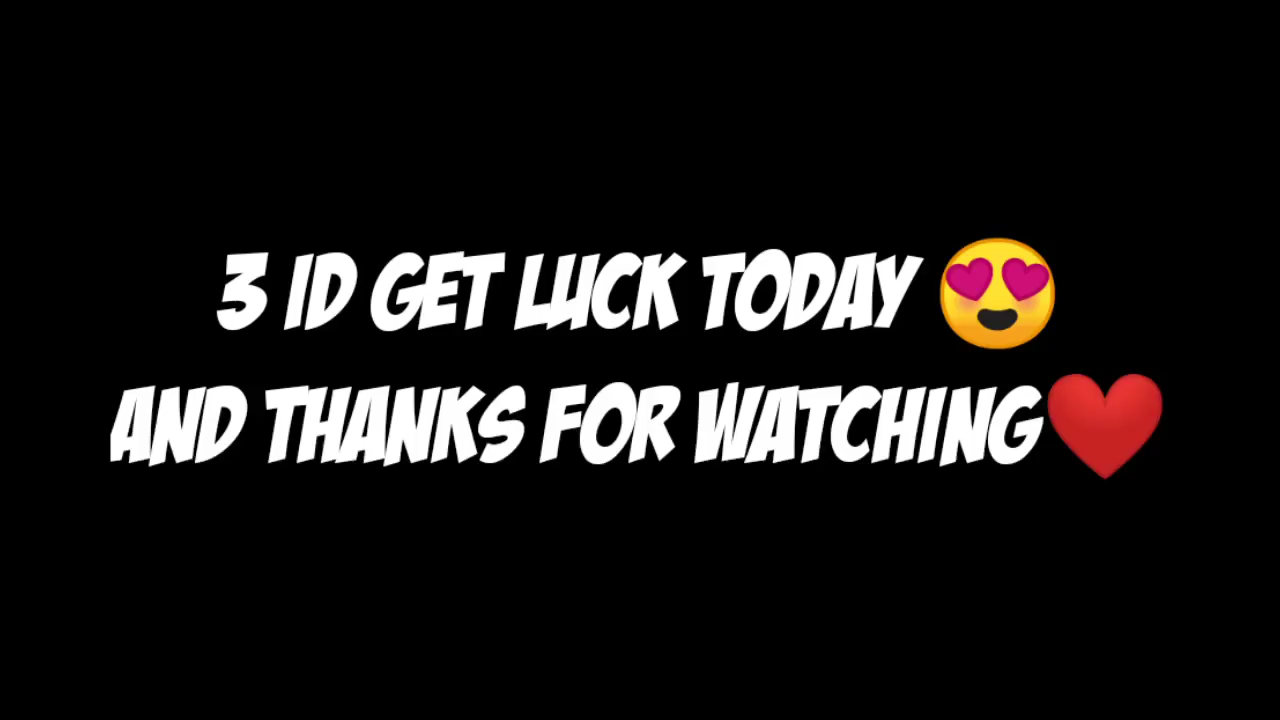 3 ID GET LUCK TODAY 😍
AND THANKS FOR WATCHING❤️